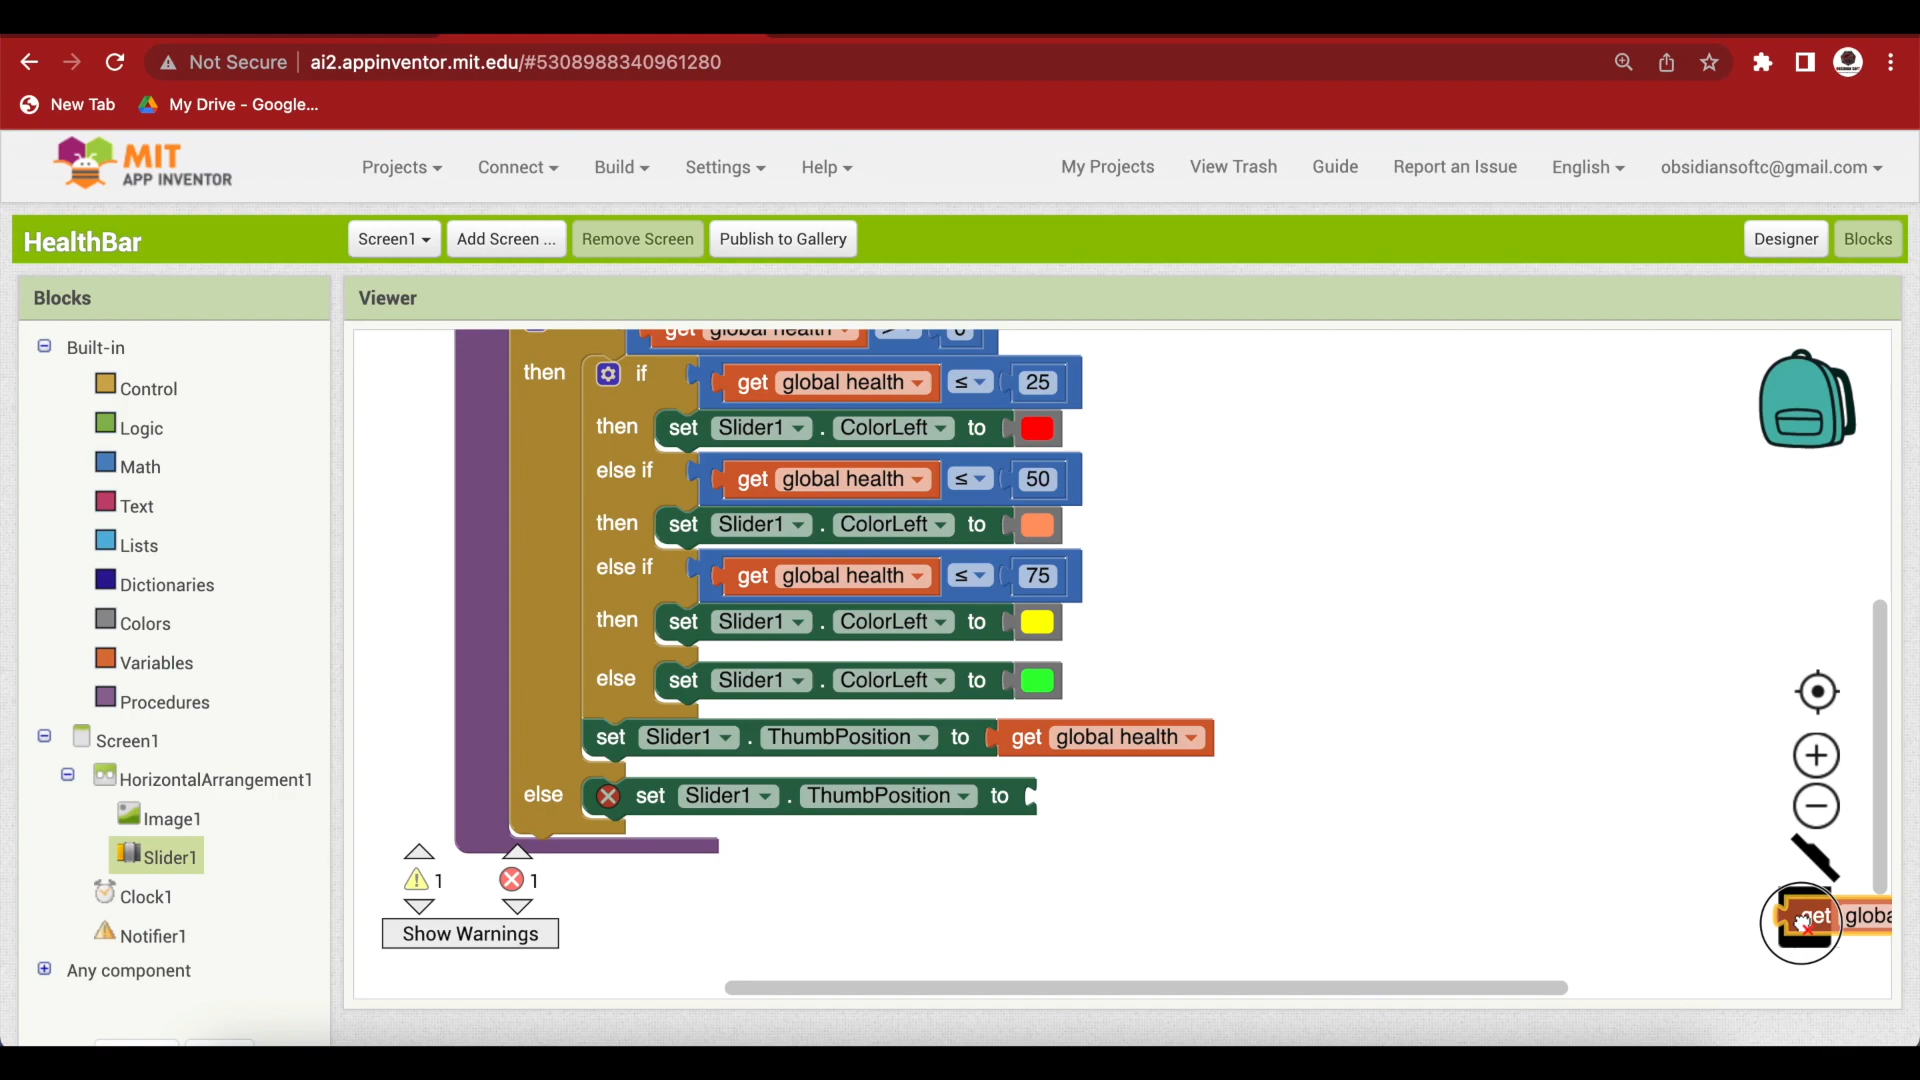 Not Secure ai2.appinventor.mit.edu/#5308988340961280
New Tab My Drive - Google...
MIT
APP INVENTOR
Projects Connect Build Settings Help My Projects View Trash Guide Report an Issue English obsidiansoftc@gmail.com
HealthBar Screen1 Add Screen ... Remove Screen Publish to Gallery Designer Blocks
Blocks Viewer
Built-in
Control
Logic
Math
Text
Lists
Dictionaries
Colors
Variables
Procedures
Screen1
HorizontalArrangement1
Image1
Slider1
Clock1
Notifier1
Any component
get global health > 0
then if get global health ≤ 25
then set Slider1 . ColorLeft to
else if get global health ≤ 50
then set Slider1 . ColorLeft to
else if get global health ≤ 75
then set Slider1 . ColorLeft to
else set Slider1 . ColorLeft to
set Slider1 . ThumbPosition to get global health
else set Slider1 . ThumbPosition to
1 1
Show Warnings
get globa